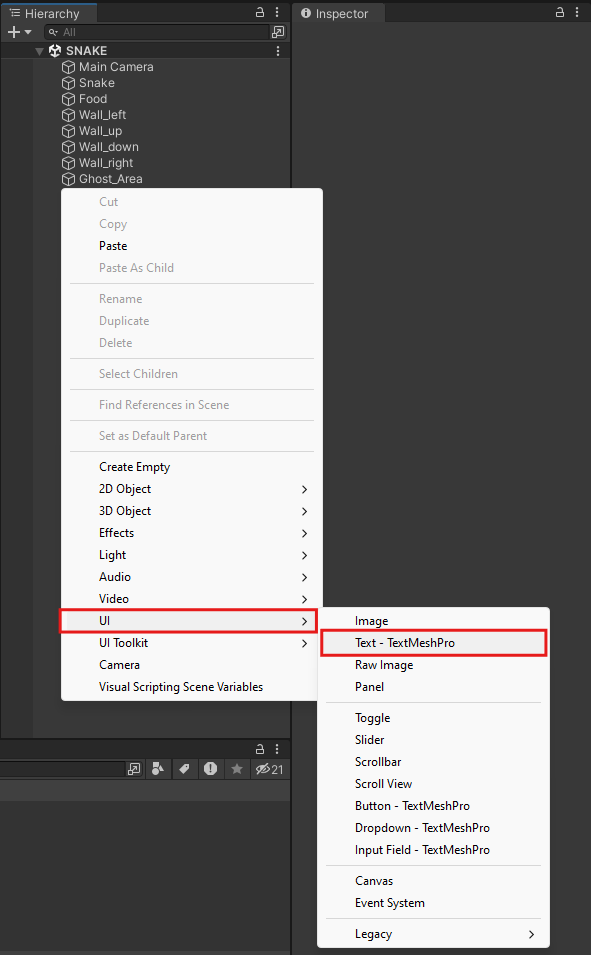 Hierarchy
All
SNAKE
Main Camera
Snake
Food
Wall_left
Wall_up
Wall_down
Wall_right
Ghost_Area
Cut
Copy
Paste
Paste As Child
Rename
Duplicate
Delete
Select Children
Find References in Scene
Set as Default Parent
Create Empty
2D Object
3D Object
Effects
Light
Audio
Video
UI
UI Toolkit
Camera
Visual Scripting Scene Variables
21
Inspector
Image
Text - TextMeshPro
Raw Image
Panel
Toggle
Slider
Scrollbar
Scroll View
Button - TextMeshPro
Dropdown - TextMeshPro
Input Field - TextMeshPro
Canvas
Event System
Legacy